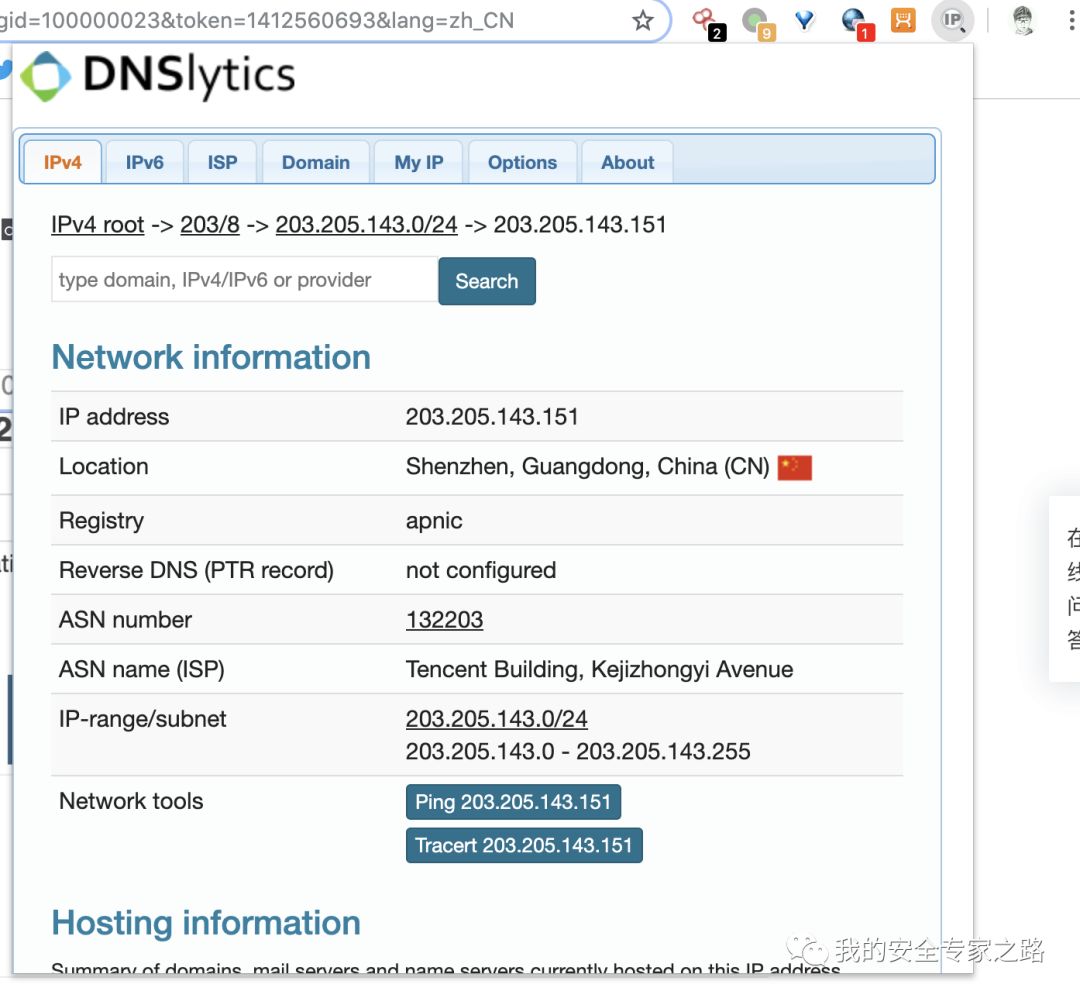 gid=100000023&token=1412560693&lang=zh_CN
2
9
1
IP
DNSlytics
IPv4 IPv6 ISP Domain My IP Options About
IPv4 root -> 203/8 -> 203.205.143.0/24 -> 203.205.143.151
type domain, IPv4/IPv6 or provider
Search
Network information
IP address 203.205.143.151
Location Shenzhen, Guangdong, China (CN)
Registry apnic
Reverse DNS (PTR record) not configured
ASN number 132203
ASN name (ISP) Tencent Building, Kejizhongyi Avenue
IP-range/subnet 203.205.143.0/24
203.205.143.0 - 203.205.143.255
Network tools Ping 203.205.143.151
Tracert 203.205.143.151
Hosting information
Summary of domains, mail servers and name servers currently hosted on this IP address
在
线
问
答
我的安全专家之路